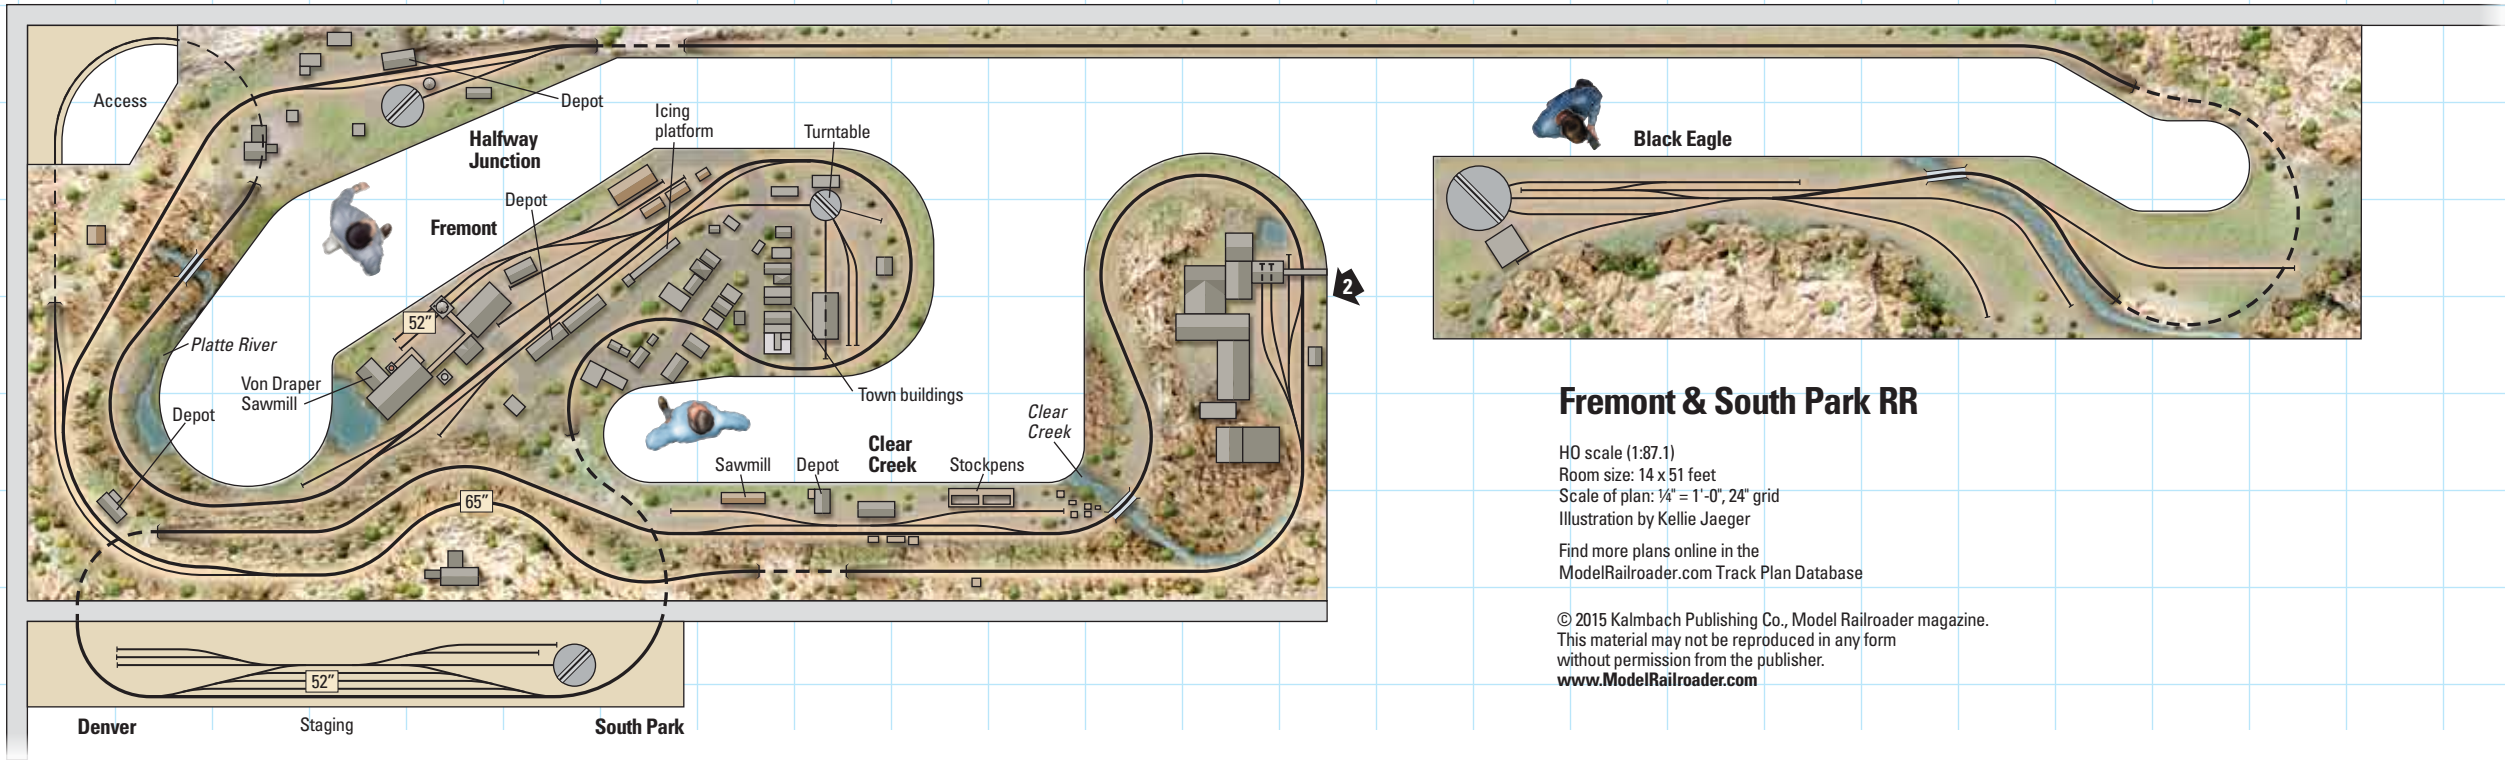 Access
Depot
Halfway
Junction
Icing
platform
Turntable
Black Eagle
Depot
Fremont
52"
2
Platte River
Von Draper
Sawmill
Depot
Town buildings
Clear
Creek
Clear
Creek
Sawmill
Depot
Stockpens
65"
52"
Denver
Staging
South Park
Fremont & South Park RR
HO scale (1:87.1)
Room size: 14 x 51 feet
Scale of plan: ¼" = 1'-0", 24" grid
Illustration by Kellie Jaeger
Find more plans online in the
ModelRailroader.com Track Plan Database
© 2015 Kalmbach Publishing Co., Model Railroader magazine.
This material may not be reproduced in any form
without permission from the publisher.
www.ModelRailroader.com